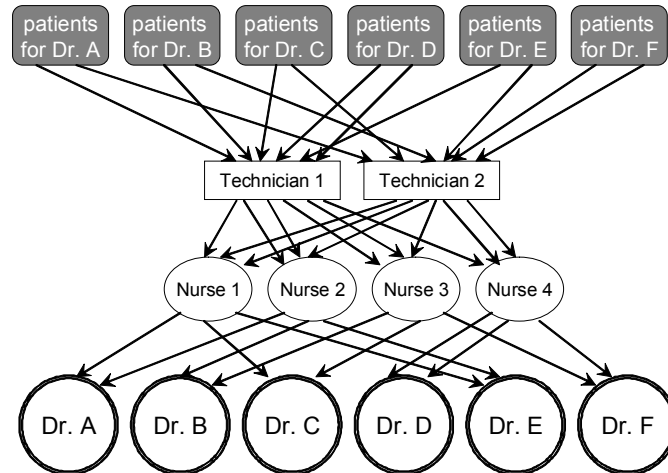 patients
for Dr. A
patients
for Dr. B
patients
for Dr. C
patients
for Dr. D
patients
for Dr. E
patients
for Dr. F
Technician 1
Technician 2
Nurse 1
Nurse 2
Nurse 3
Nurse 4
Dr. A
Dr. B
Dr. C
Dr. D
Dr. E
Dr. F